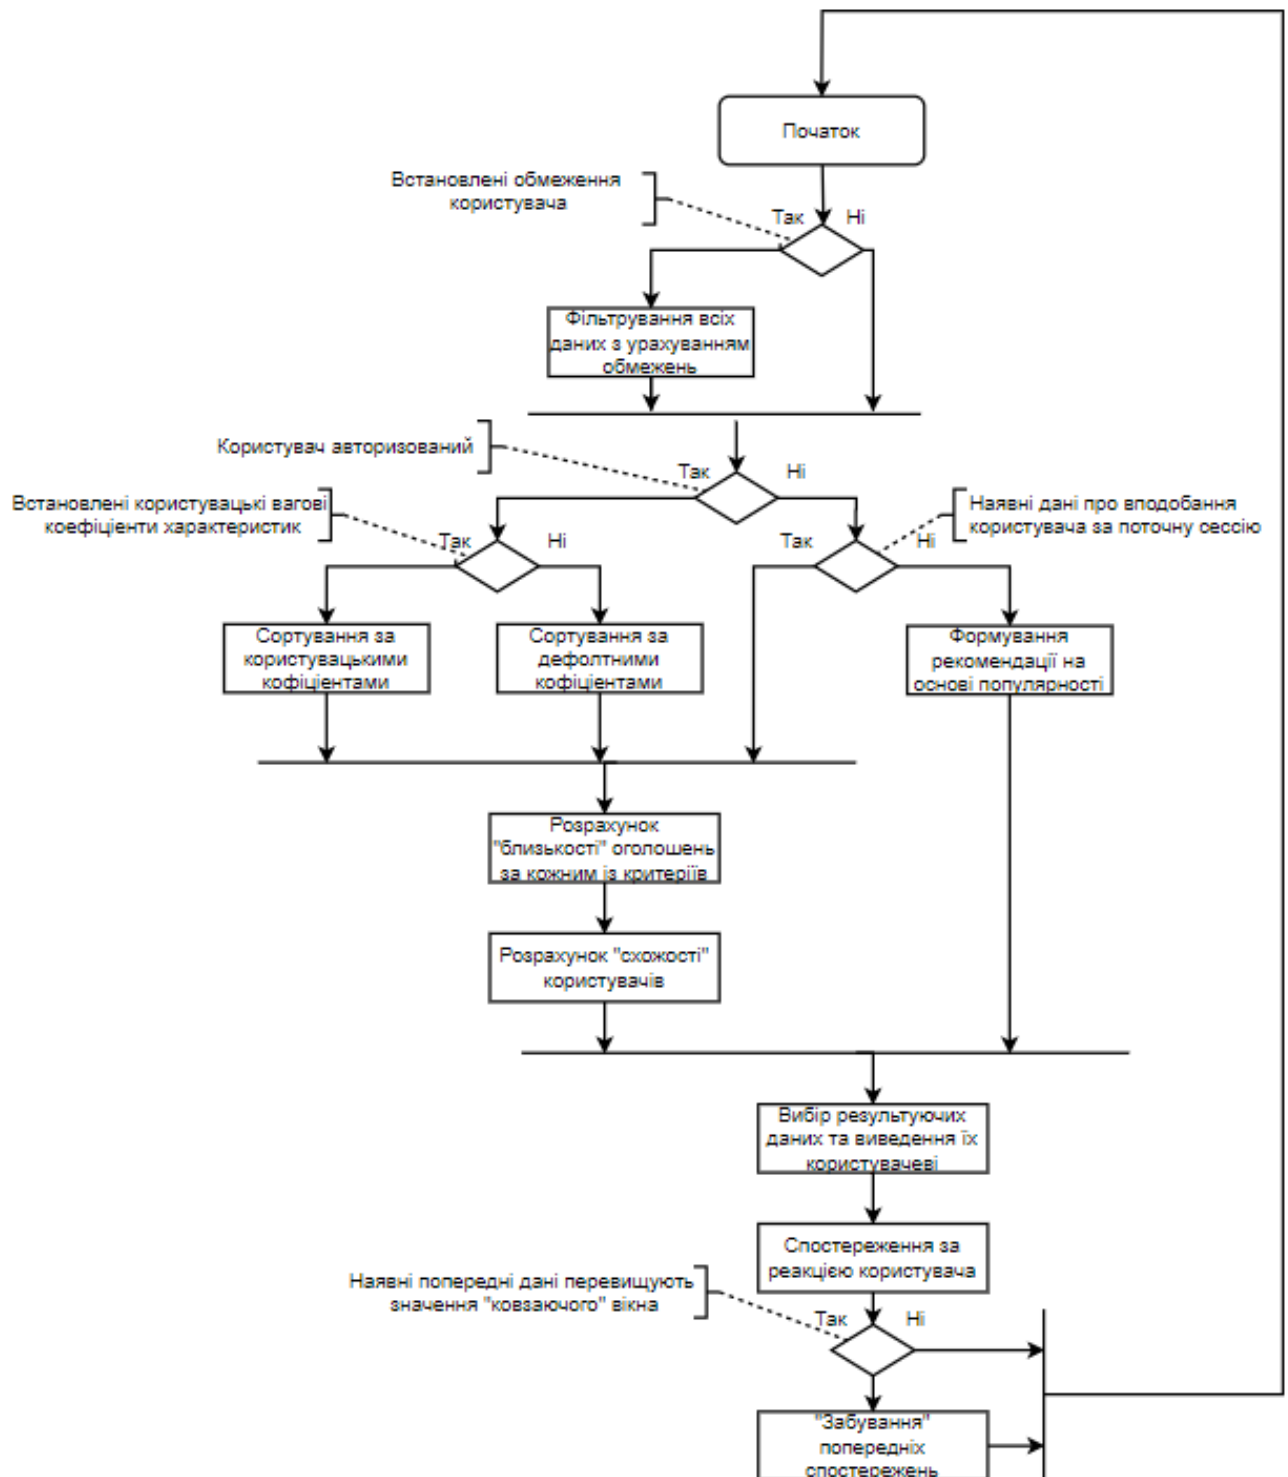 Початок
Встановлені обмеження
користувача
Так
Ні
Фільтрування всіх
даних з урахуванням
обмежень
Користувач авторизований
Так
Ні
Встановлені користувацькі вагові
коефіцієнти характеристик
Так
Ні
Наявні дані про вподобання
користувача за поточну сессію
Так
Ні
Сортування за
користувацькими
кофіцієнтами
Сортування за
дефолтними
кофіцієнтами
Формування
рекомендації на
основі популярності
Розрахунок
"близькості" оголошень
за кожним із критеріїв
Розрахунок "схожості"
користувачів
Вибір результуючих
даних та виведення їх
користувачеві
Спостереження за
реакцією користувача
Наявні попередні дані перевищують
значення "ковзаючого" вікна
Так
Ні
"Забування"
попередніх
спостережень